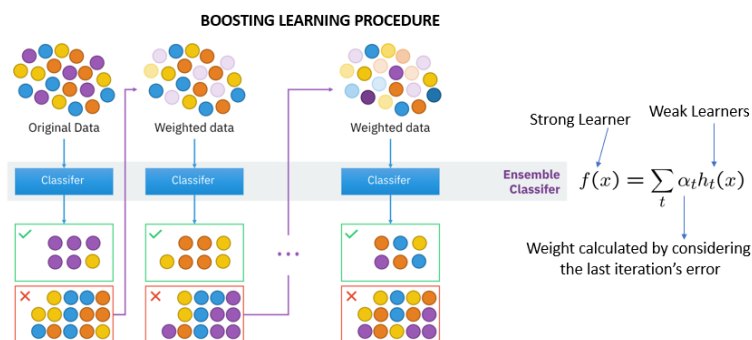 BOOSTING LEARNING PROCEDURE
Original Data
Weighted data
Weighted data
Classifer
Classifer
Classifer
Ensemble
Classifer
Strong Learner
Weak Learners
f(x) = ∑ₜ αₜhₜ(x)
Weight calculated by considering
the last iteration's error